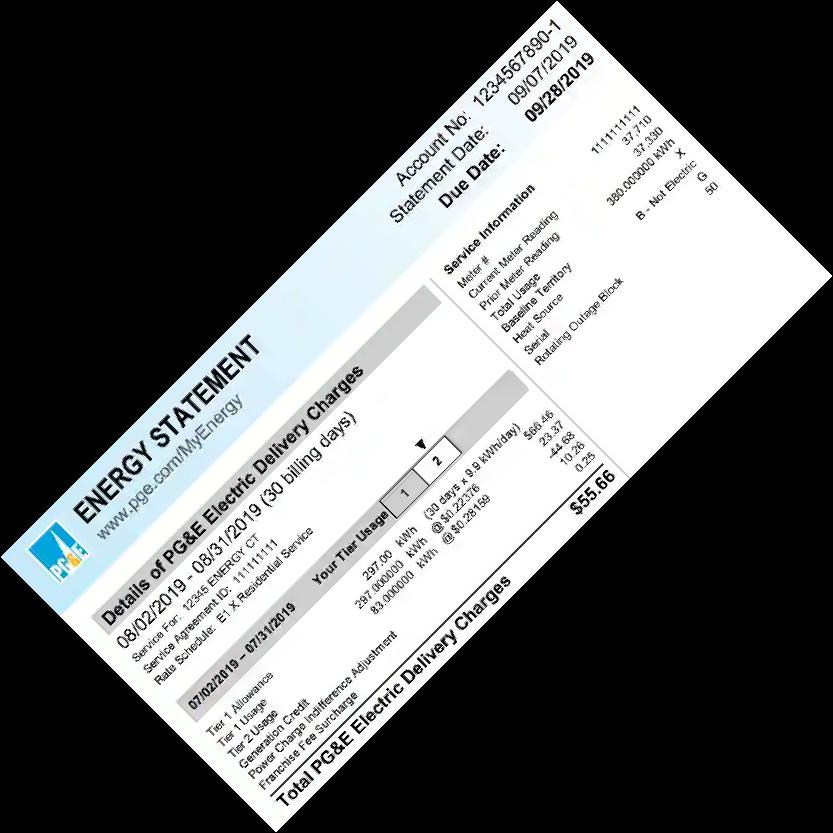 PG&E
ENERGY STATEMENT
www.pge.com/MyEnergy
Account No: 1234567890-1
Statement Date: 09/07/2019
Due Date: 09/28/2019
Details of PG&E Electric Delivery Charges
08/02/2019 - 08/31/2019 (30 billing days)
Service For: 12345 ENERGY CT
Service Agreement ID: 111111111
Rate Schedule: E1 X Residential Service
07/02/2019 – 07/31/2019 Your Tier Usage 1 2
Tier 1 Allowance 297.00 kWh (30 days x 9.9 kWh/day)
Tier 1 Usage 297.000000 kWh @$0.22376 $66.46
Tier 2 Usage 83.000000 kWh @$0.28159 23.37
Generation Credit -44.68
Power Charge Indifference Adjustment 10.26
Franchise Fee Surcharge 0.25
Total PG&E Electric Delivery Charges $55.66
Service Information
Meter # 1111111111
Current Meter Reading 37,710
Prior Meter Reading 37,330
Total Usage 380.000000 kWh
Baseline Territory X
Heat Source B - Not Electric
Serial G
Rotating Outage Block 50